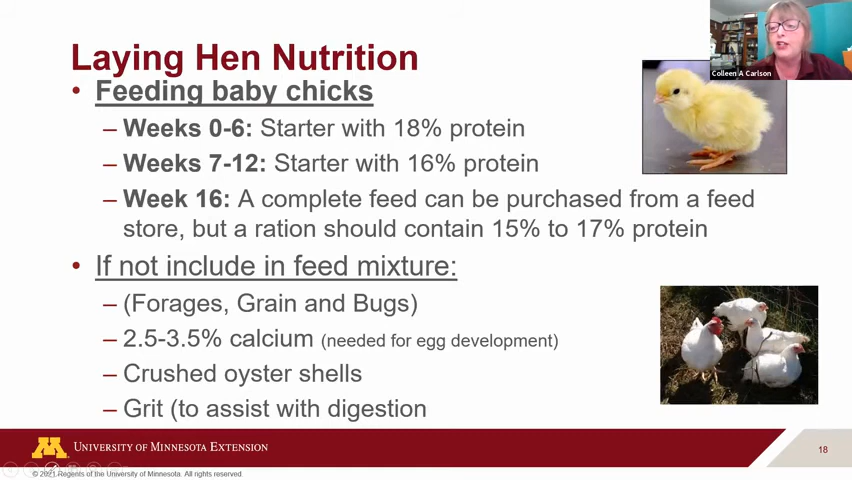 Laying Hen Nutrition
Colleen A Carlson
• Feeding baby chicks
– Weeks 0-6: Starter with 18% protein
– Weeks 7-12: Starter with 16% protein
– Week 16: A complete feed can be purchased from a feed
store, but a ration should contain 15% to 17% protein
• If not include in feed mixture:
– (Forages, Grain and Bugs)
– 2.5-3.5% calcium (needed for egg development)
– Crushed oyster shells
– Grit (to assist with digestion
M UNIVERSITY OF MINNESOTA EXTENSION
18
© 2021 Regents of the University of Minnesota. All rights reserved.